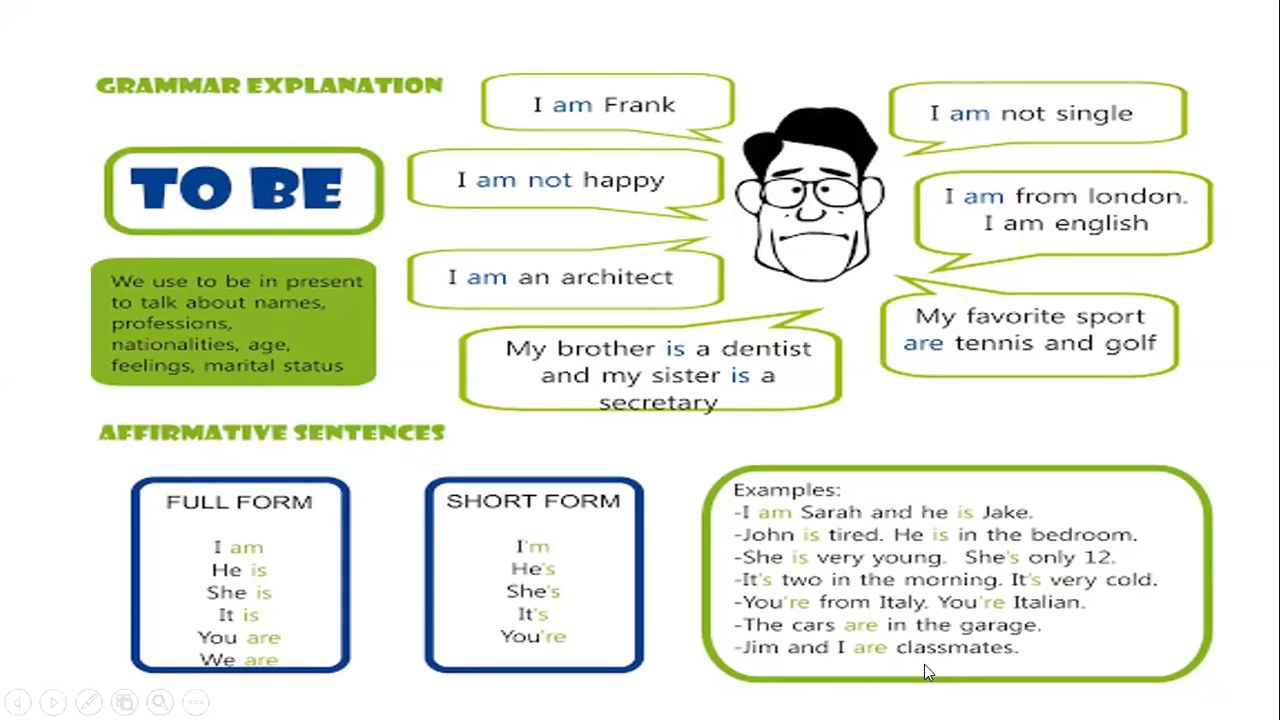 GRAMMAR EXPLANATION
TO BE
We use to be in present
to talk about names,
professions,
nationalities, age,
feelings, marital status
I am Frank
I am not happy
I am an architect
My brother is a dentist
and my sister is a
secretary
I am not single
I am from london.
I am english
My favorite sport
are tennis and golf
AFFIRMATIVE SENTENCES
FULL FORM
I am
He is
She is
It is
You are
We are
SHORT FORM
I'm
He's
She's
It's
You're
Examples:
-I am Sarah and he is Jake.
-John is tired. He is in the bedroom.
-She is very young. She's only 12.
-It's two in the morning. It's very cold.
-You're from Italy. You're Italian.
-The cars are in the garage.
-Jim and I are classmates.